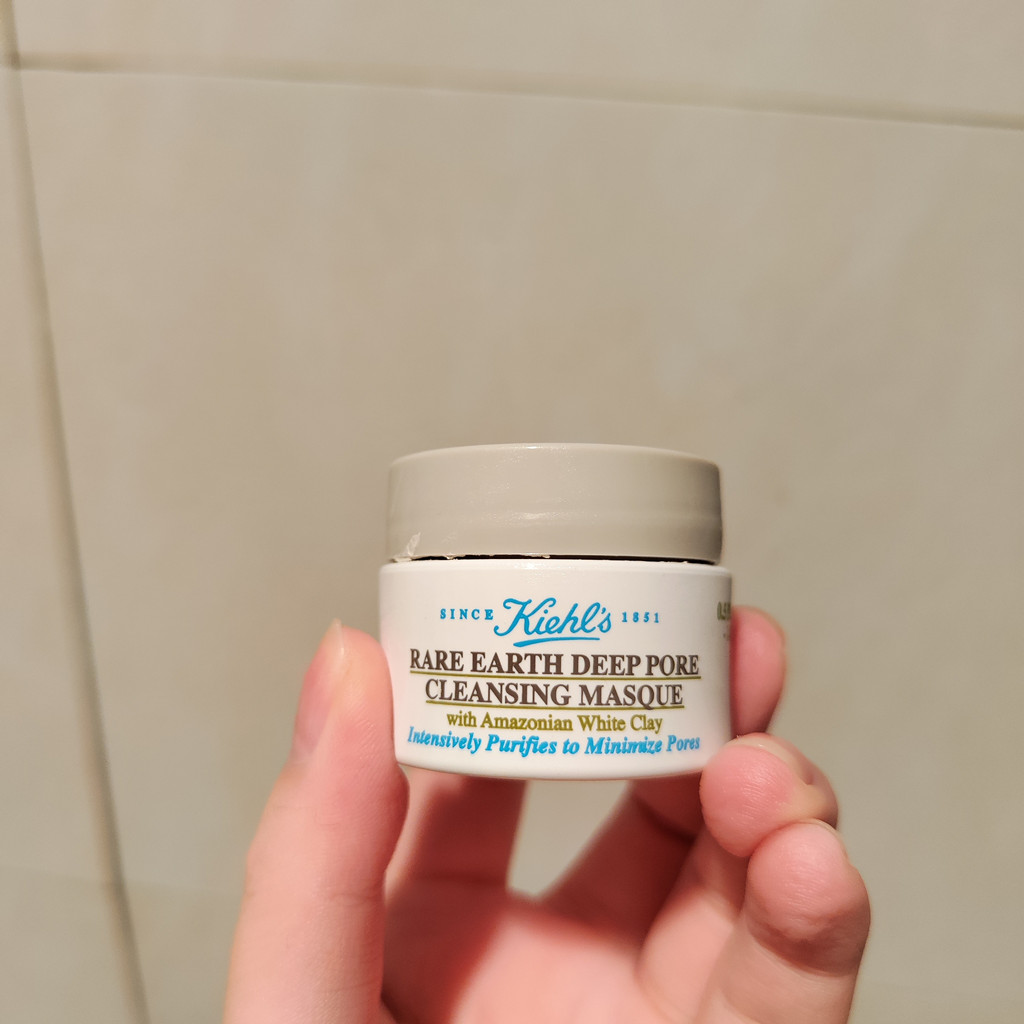 SINCE Kiehl's 1851
RARE EARTH DEEP PORE
CLEANSING MASQUE
with Amazonian White Clay
Intensively Purifies to Minimize Pores